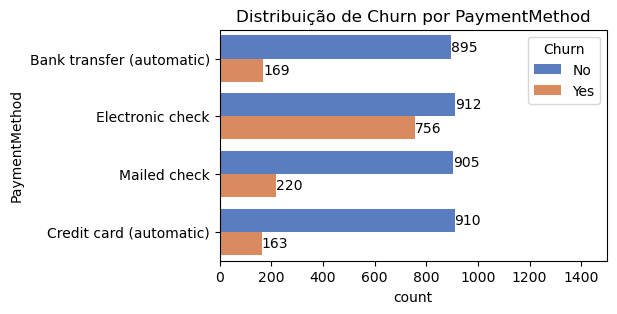 Distribuição de Churn por PaymentMethod
PaymentMethod
Bank transfer (automatic)
Electronic check
Mailed check
Credit card (automatic)
895
169
912
756
905
220
910
163
Churn
No
Yes
0 200 400 600 800 1000 1200 1400
count